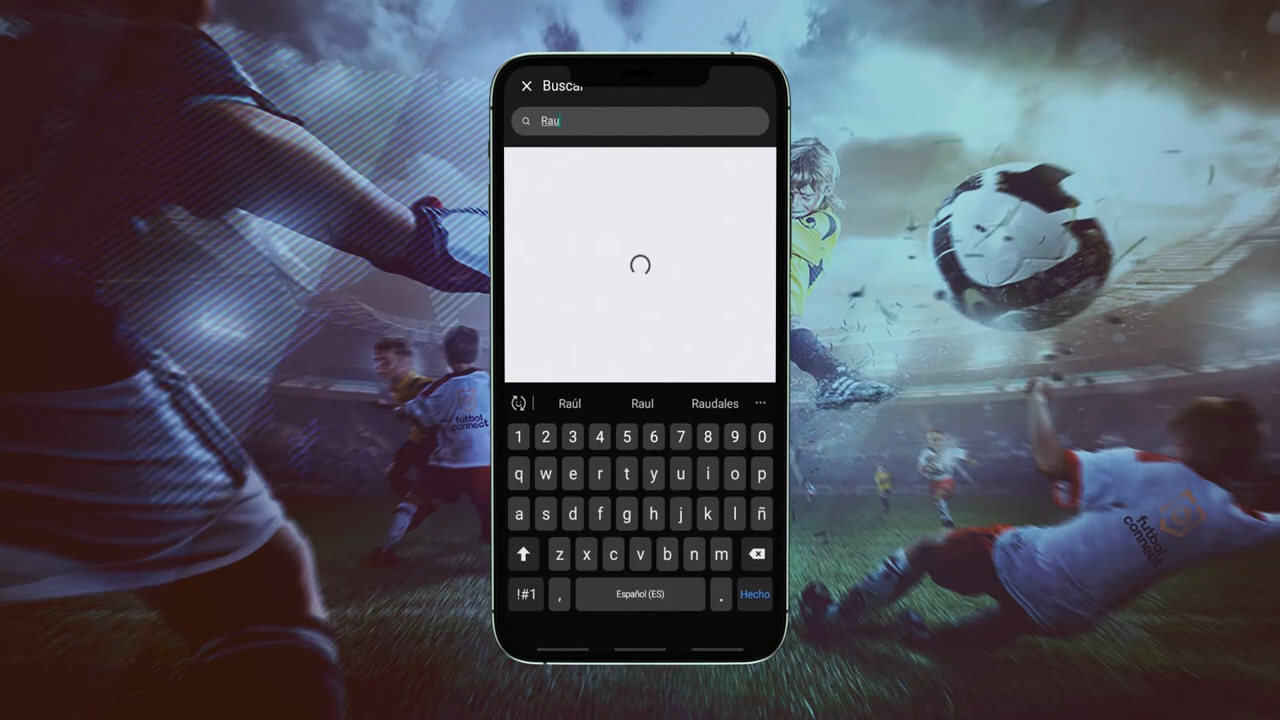 Buscar
Rau
Raúl Raul Raudales ...
1 2 3 4 5 6 7 8 9 0
q w e r t y u i o p
a s d f g h j k l ñ
z x c v b n m
!#1 , Español (ES) . Hecho
futbol
connect
futbol
connect